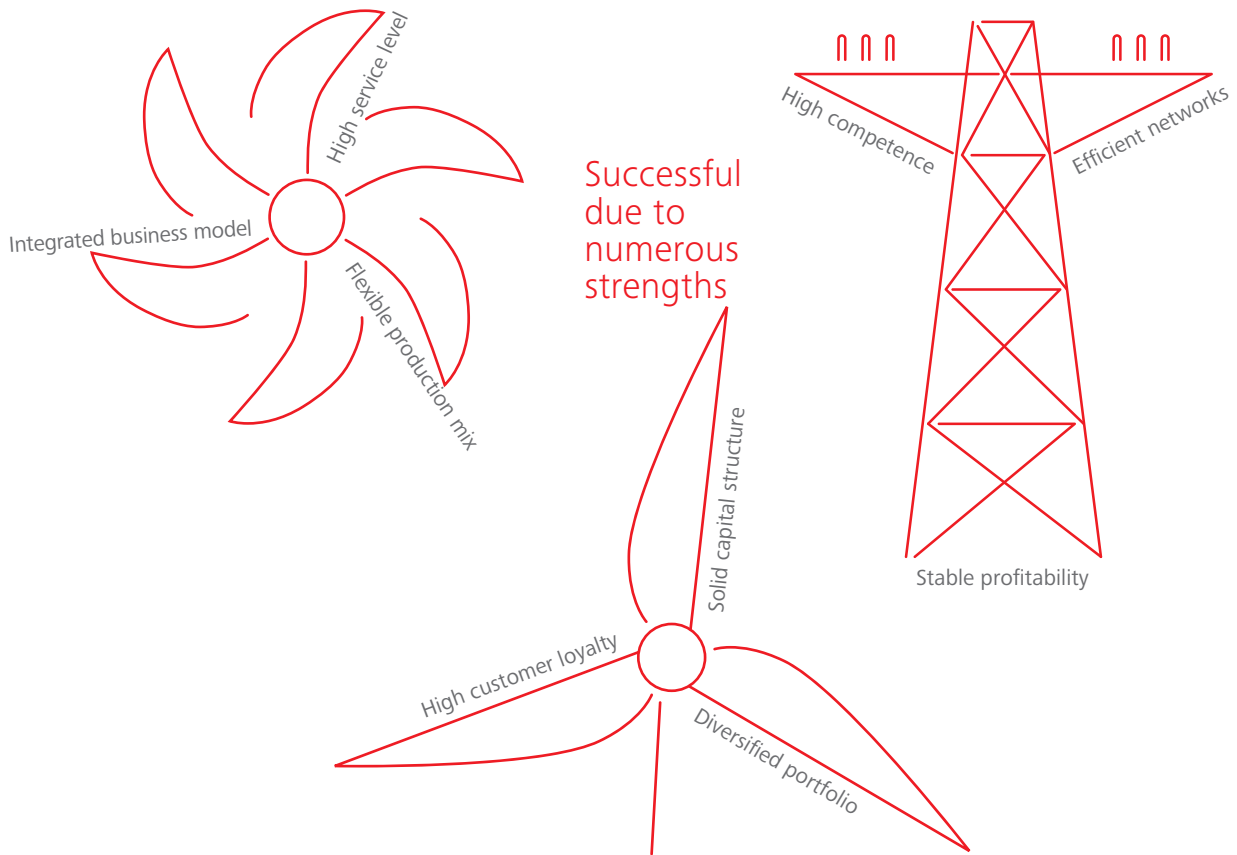 High service level
Integrated business model
Flexible production mix
Successful
due to
numerous
strengths
High competence
Efficient networks
Stable profitability
Solid capital structure
High customer loyalty
Diversified portfolio